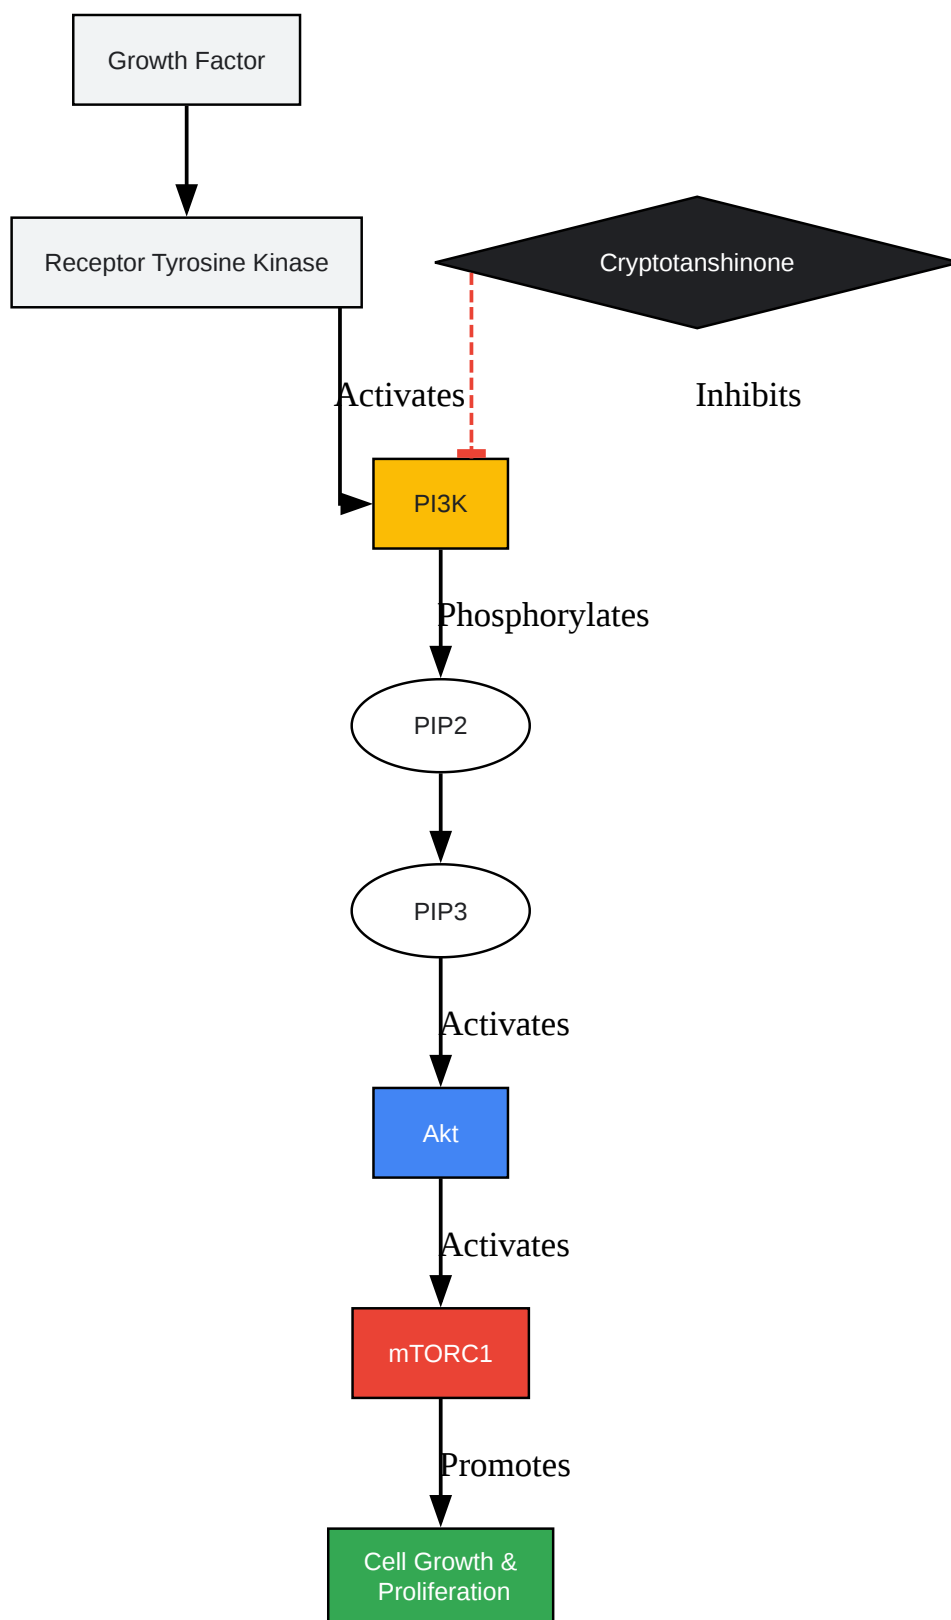 Growth Factor
Receptor Tyrosine Kinase
Cryptotanshinone
Activates
Inhibits
PI3K
Phosphorylates
PIP2
PIP3
Activates
Akt
Activates
mTORC1
Promotes
Cell Growth &
Proliferation